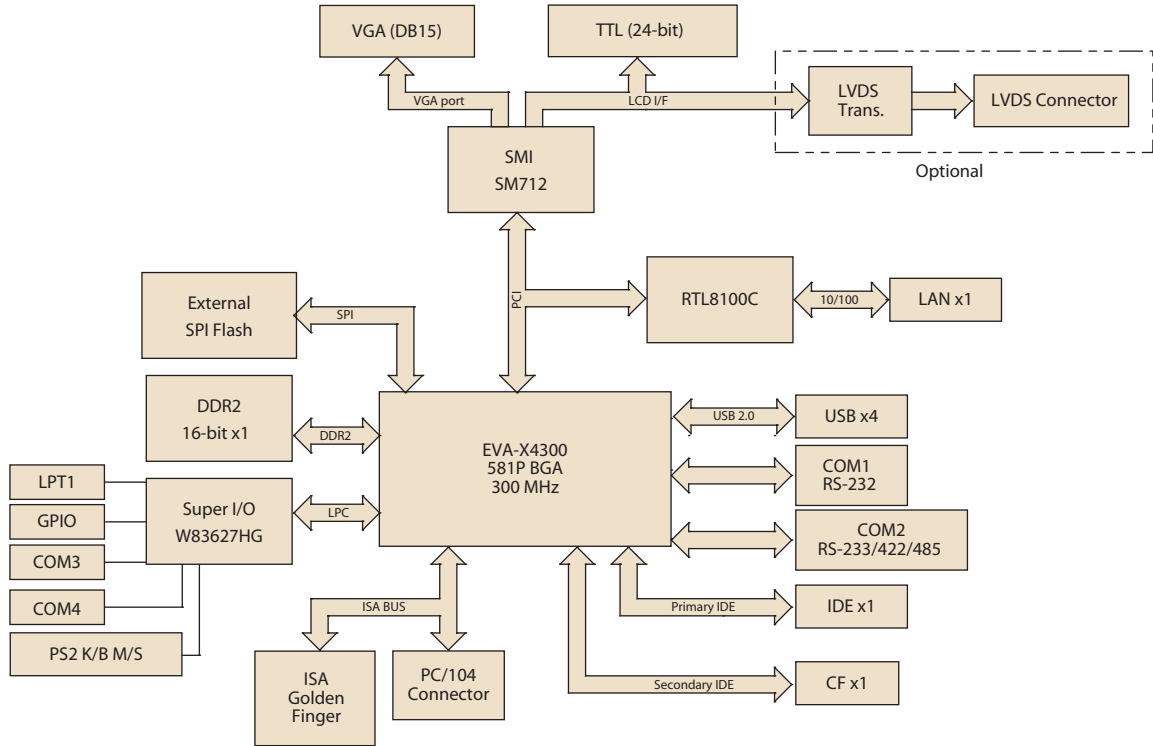 VGA (DB15)
TTL (24-bit)
LVDS
Trans.
LVDS Connector
VGA port
LCD I/F
Optional
SMI
SM712
External
SPI Flash
SPI
PCI
RTL8100C
10/100
LAN x1
DDR2
16-bit x1
DDR2
EVA-X4300
581P BGA
300 MHz
USB 2.0
USB x4
COM1
RS-232
LPT1
GPIO
COM3
COM4
PS2 K/B M/S
Super I/O
W83627HG
LPC
COM2
RS-233/422/485
ISA BUS
Primary IDE
IDE x1
ISA
Golden
Finger
PC/104
Connector
Secondary IDE
CF x1